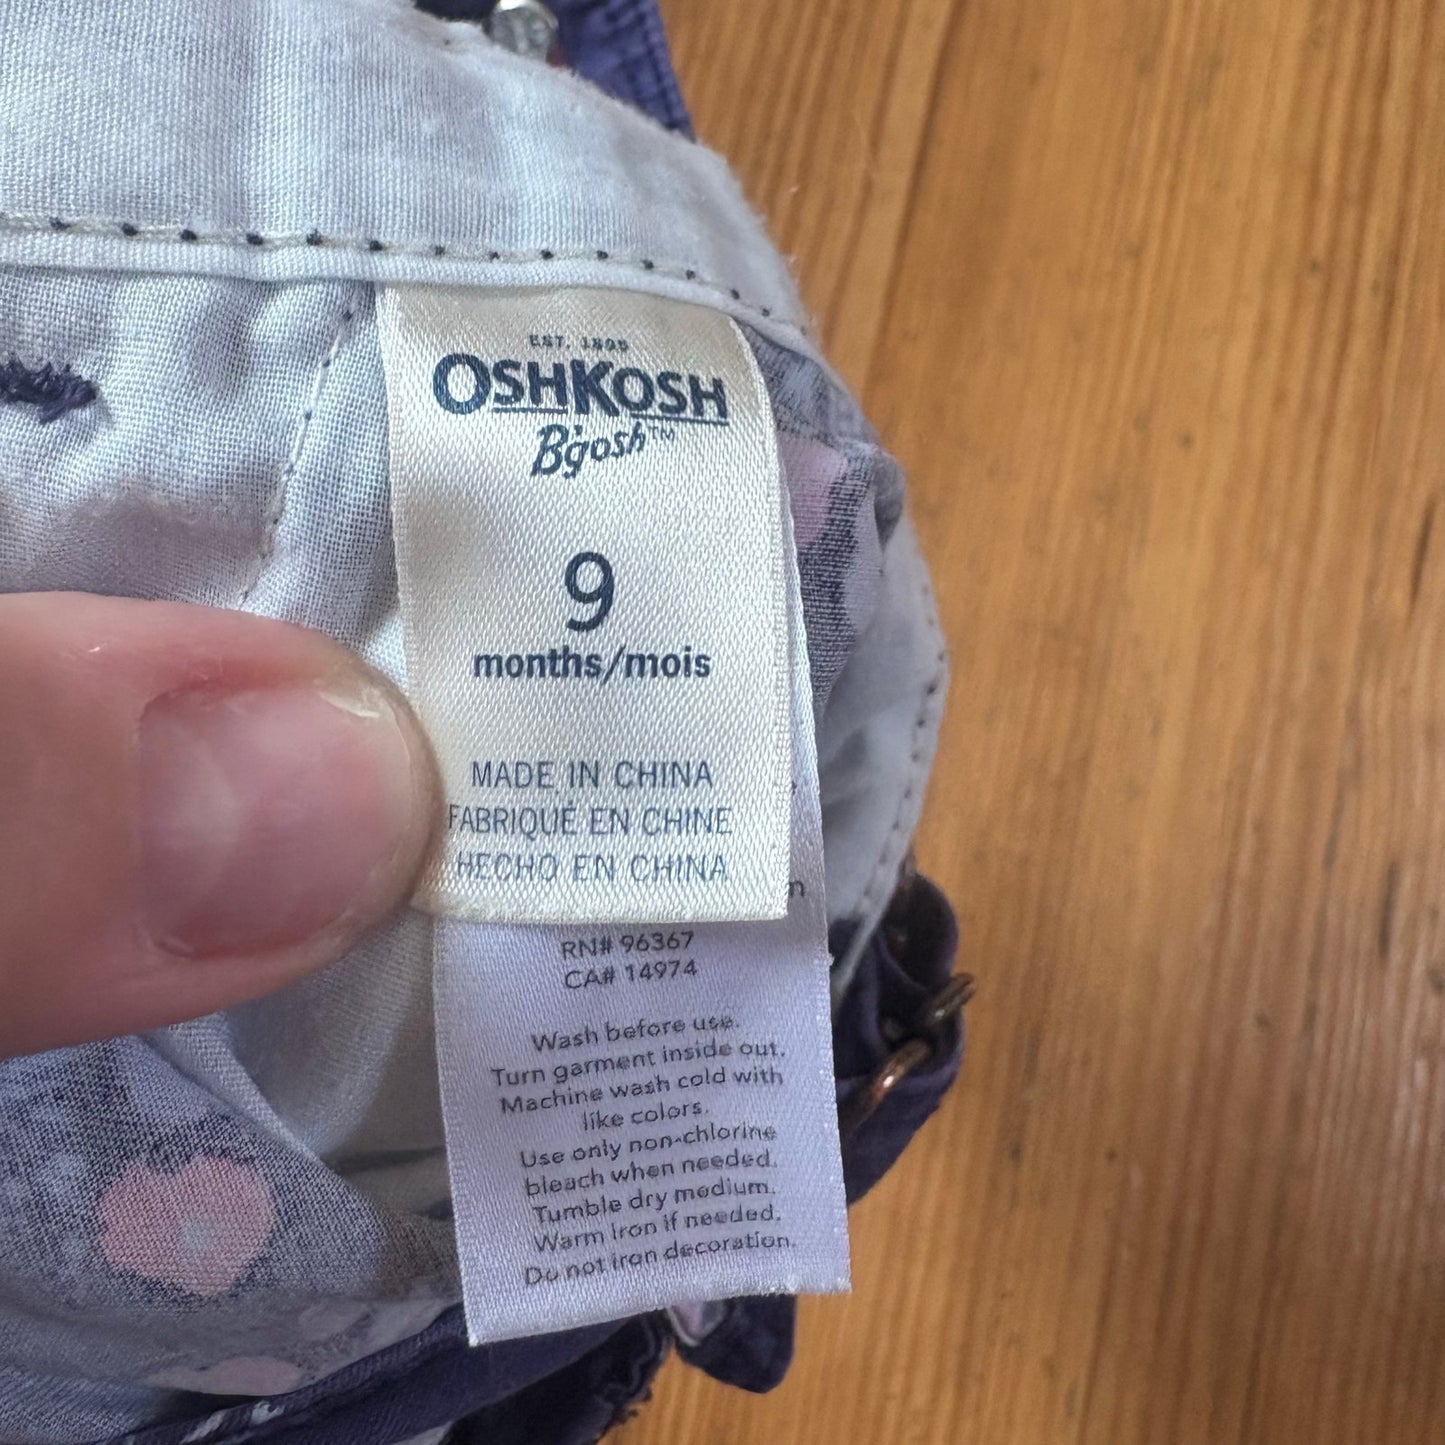 EST. 1895
OSHKOSH
B'gosh™
9
months/mois
MADE IN CHINA
FABRIQUÉ EN CHINE
HECHO EN CHINA
RN# 96367
CA# 14974
Wash before use.
Turn garment inside out.
Machine wash cold with
like colors.
Use only non-chlorine
bleach when needed.
Tumble dry medium.
Warm iron if needed.
Do not iron decoration.